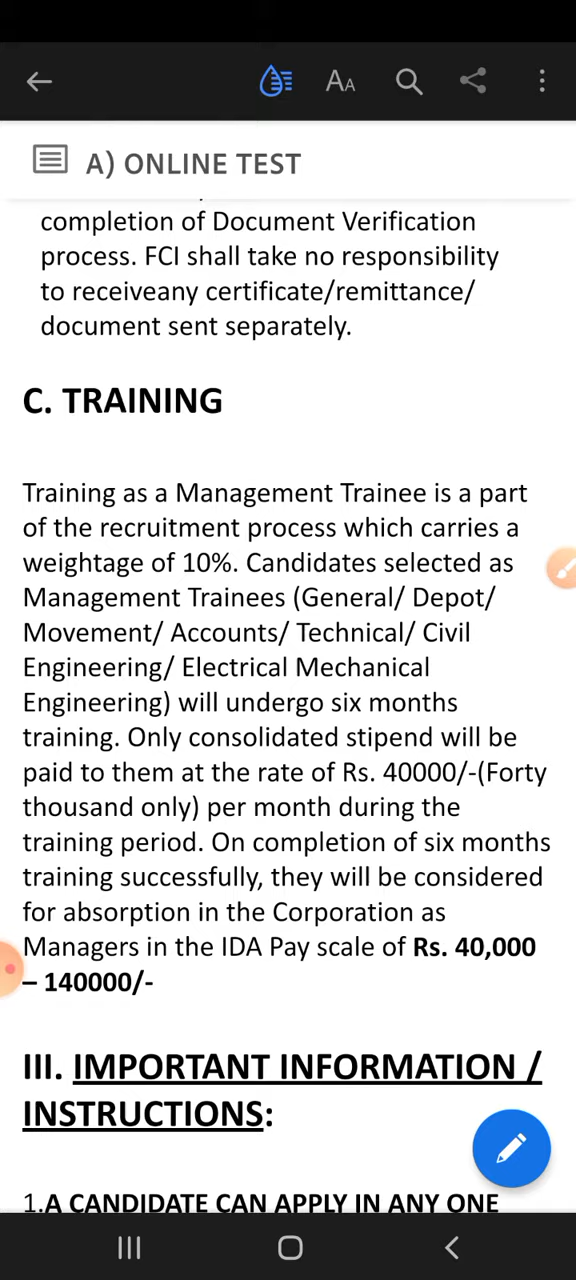 A) ONLINE TEST
completion of Document Verification
process. FCI shall take no responsibility
to receiveany certificate/remittance/
document sent separately.
C. TRAINING
Training as a Management Trainee is a part
of the recruitment process which carries a
weightage of 10%. Candidates selected as
Management Trainees (General/ Depot/
Movement/ Accounts/ Technical/ Civil
Engineering/ Electrical Mechanical
Engineering) will undergo six months
training. Only consolidated stipend will be
paid to them at the rate of Rs. 40000/-(Forty
thousand only) per month during the
training period. On completion of six months
training successfully, they will be considered
for absorption in the Corporation as
Managers in the IDA Pay scale of Rs. 40,000
– 140000/-
III. IMPORTANT INFORMATION /
INSTRUCTIONS:
1.A CANDIDATE CAN APPLY IN ANY ONE